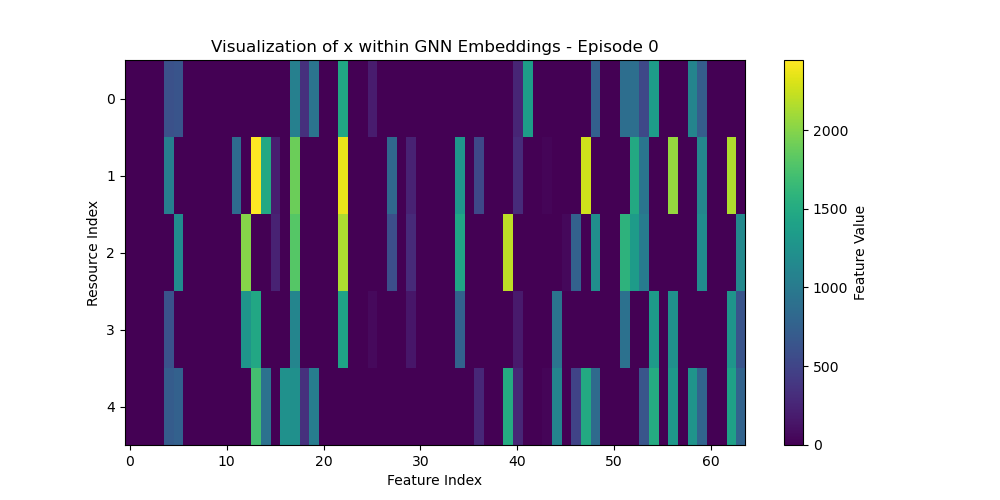 Visualization of x within GNN Embeddings - Episode 0
Resource Index
0
1
2
3
4
0 10 20 30 40 50 60
Feature Index
2000
1500
1000
500
0
Feature Value